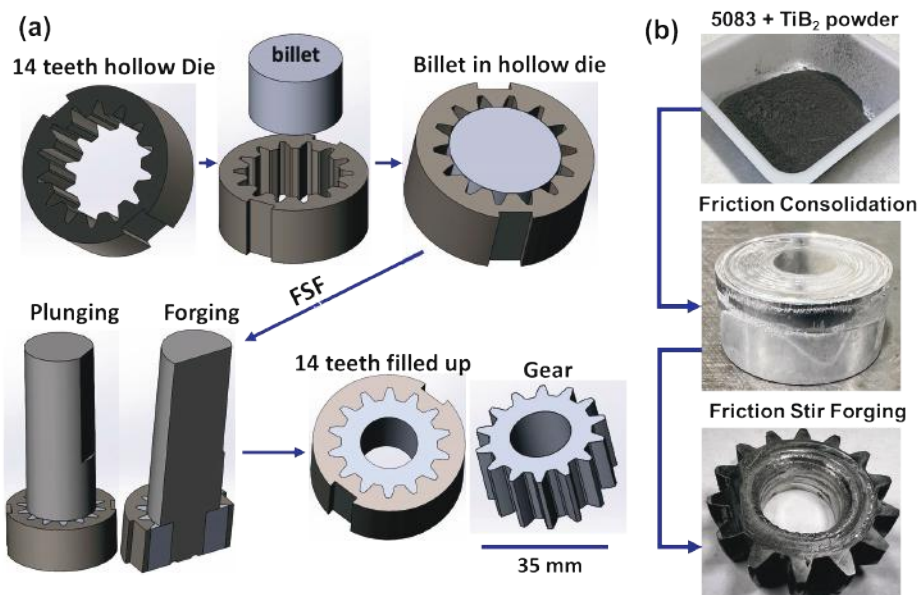 (a)
14 teeth hollow Die
billet
Billet in hollow die
FSF
Plunging
Forging
14 teeth filled up
Gear
35 mm
(b)
5083 + TiB₂ powder
Friction Consolidation
Friction Stir Forging